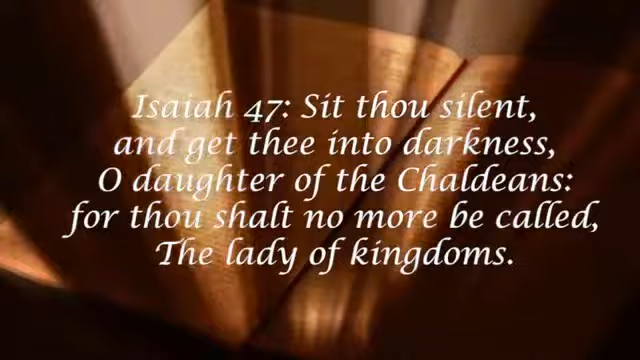 Isaiah 47: Sit thou silent,
and get thee into darkness,
O daughter of the Chaldeans:
for thou shalt no more be called,
The lady of kingdoms.